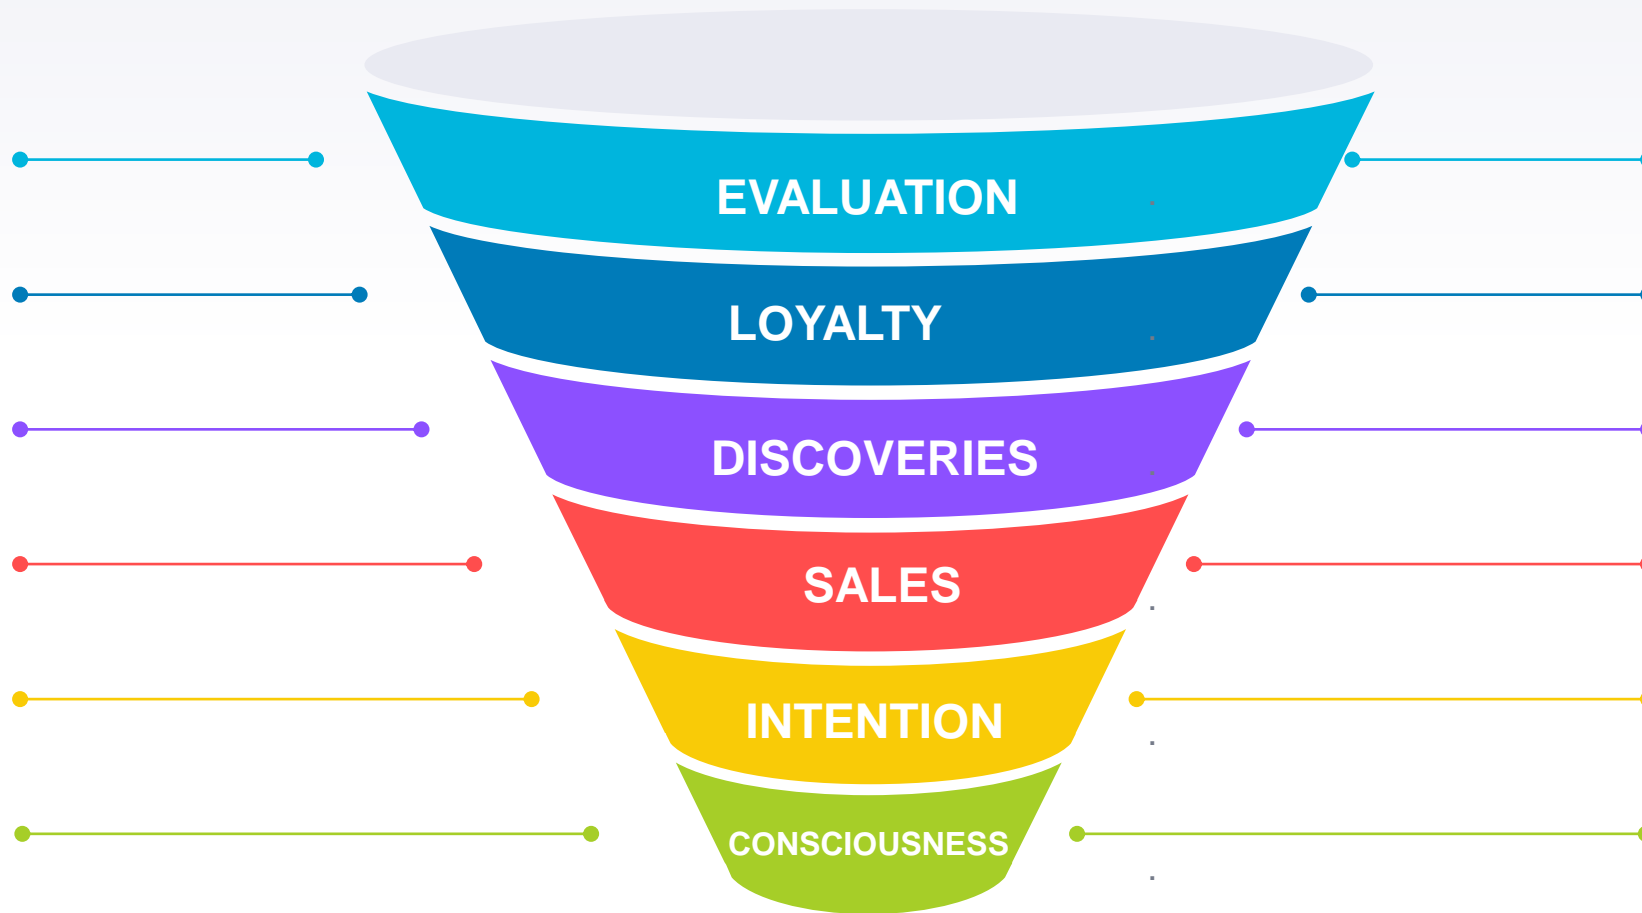 EVALUATION
.
LOYALTY
.
DISCOVERIES
.
SALES
.
INTENTION
.
CONSCIOUSNESS
.